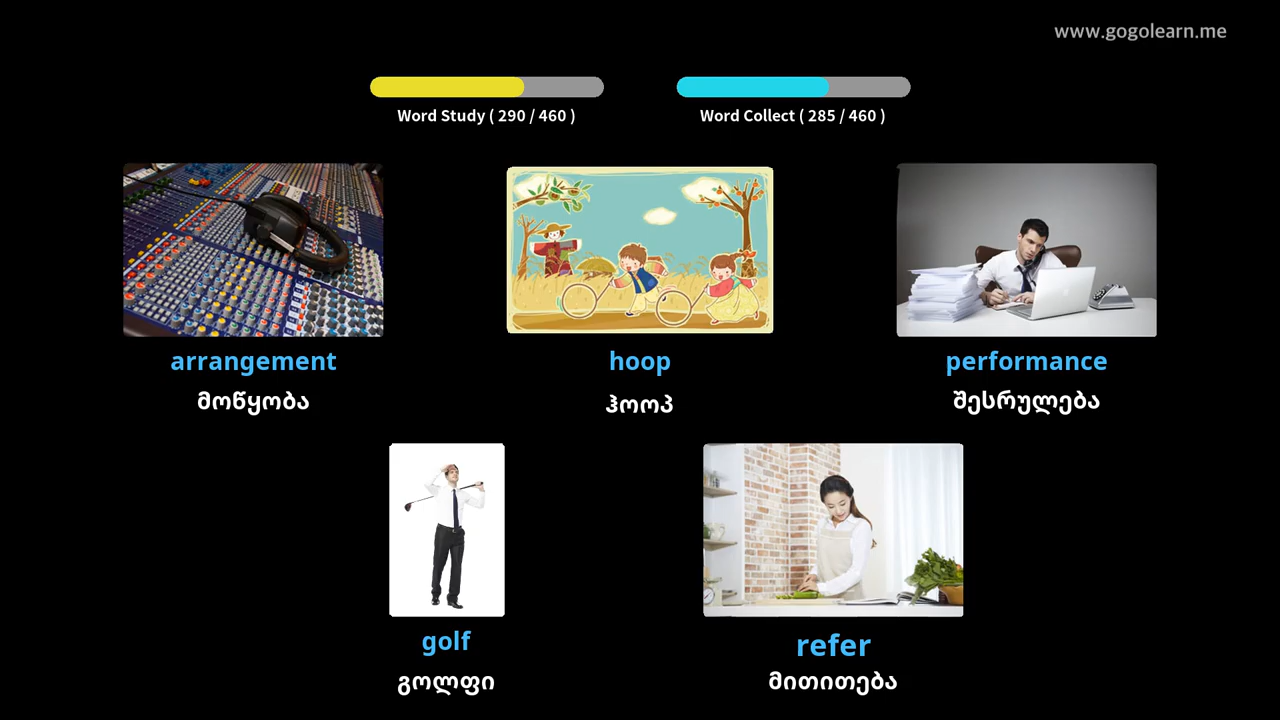 www.gogolearn.me
Word Study ( 290 / 460 )
Word Collect ( 285 / 460 )
arrangement
მოწყობა
hoop
ჰოოპ
performance
შესრულება
golf
გოლფი
refer
მითითება